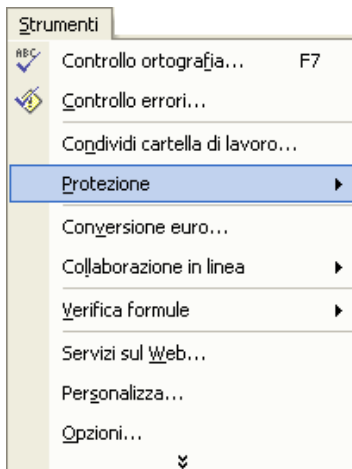 Strumenti
ABC Controllo ortografia... F7
Controllo errori...
Condividi cartella di lavoro...
Protezione
Conversione euro...
Collaborazione in linea
Verifica formule
Servizi sul Web...
Personalizza...
Opzioni...